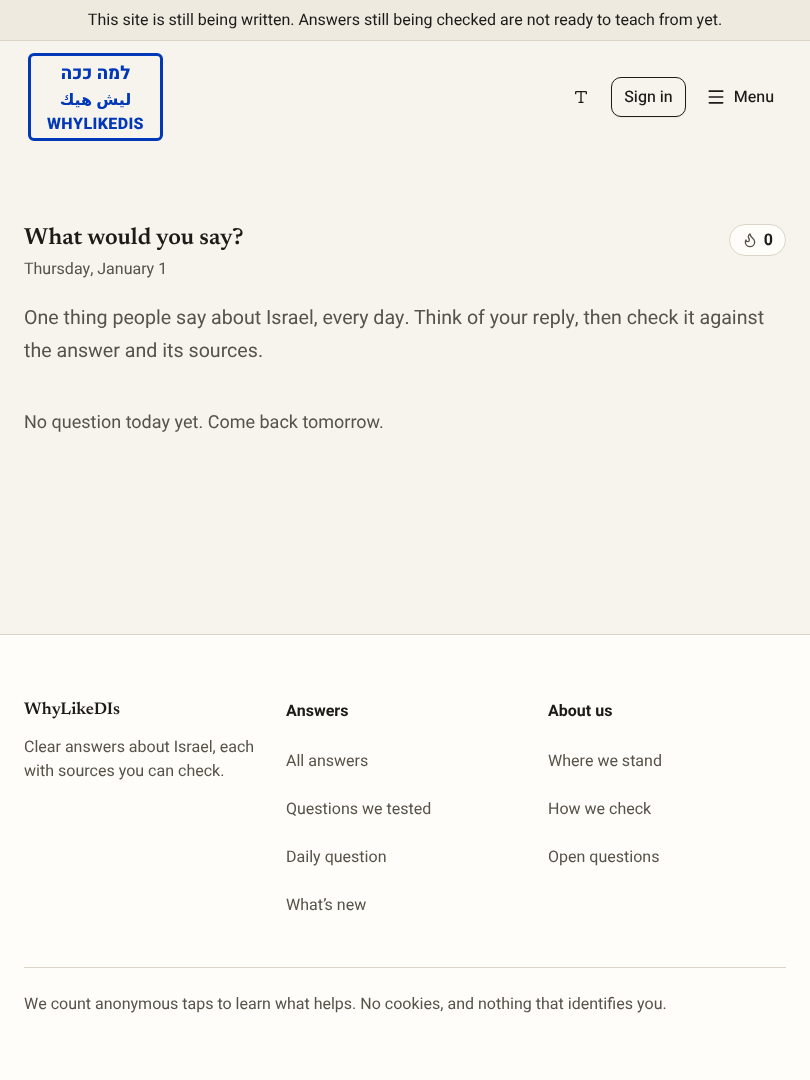 This site is still being written. Answers still being checked are not ready to teach from yet.
למה ככה
ليش هيك
WHYLIKEDIS
T
Sign in
Menu
What would you say?
0
Thursday, January 1
One thing people say about Israel, every day. Think of your reply, then check it against
the answer and its sources.
No question today yet. Come back tomorrow.
WhyLikeDIs
Clear answers about Israel, each
with sources you can check.
Answers
All answers
Questions we tested
Daily question
What's new
About us
Where we stand
How we check
Open questions
We count anonymous taps to learn what helps. No cookies, and nothing that identifies you.